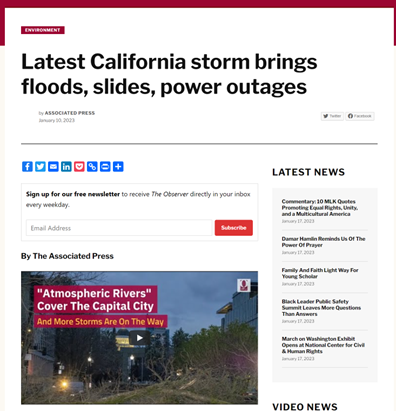 ENVIRONMENT
Latest California storm brings
floods, slides, power outages
by ASSOCIATED PRESS
January 10, 2023
Twitter
Facebook
Sign up for our free newsletter to receive The Observer directly in your inbox
every weekday.
Email Address
Subscribe
By The Associated Press
"Atmospheric Rivers"
Cover The Capital City
And More Storms Are On The Way
LATEST NEWS
Commentary: 10 MLK Quotes
Promoting Equal Rights, Unity,
and a Multicultural America
January 17, 2023
Damar Hamlin Reminds Us Of The
Power Of Prayer
January 17, 2023
Family And Faith Light Way For
Young Scholar
January 17, 2023
Black Leader Public Safety
Summit Leaves More Questions
Than Answers
January 17, 2023
March on Washington Exhibit
Opens at National Center for Civil
& Human Rights
January 17, 2023
VIDEO NEWS